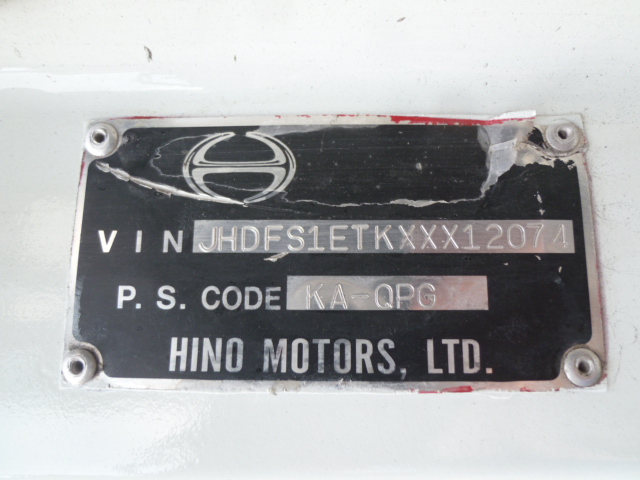 VIN JHDFS1ETKXXX12074
P.S. CODE KA-QPG
HINO MOTORS, LTD.